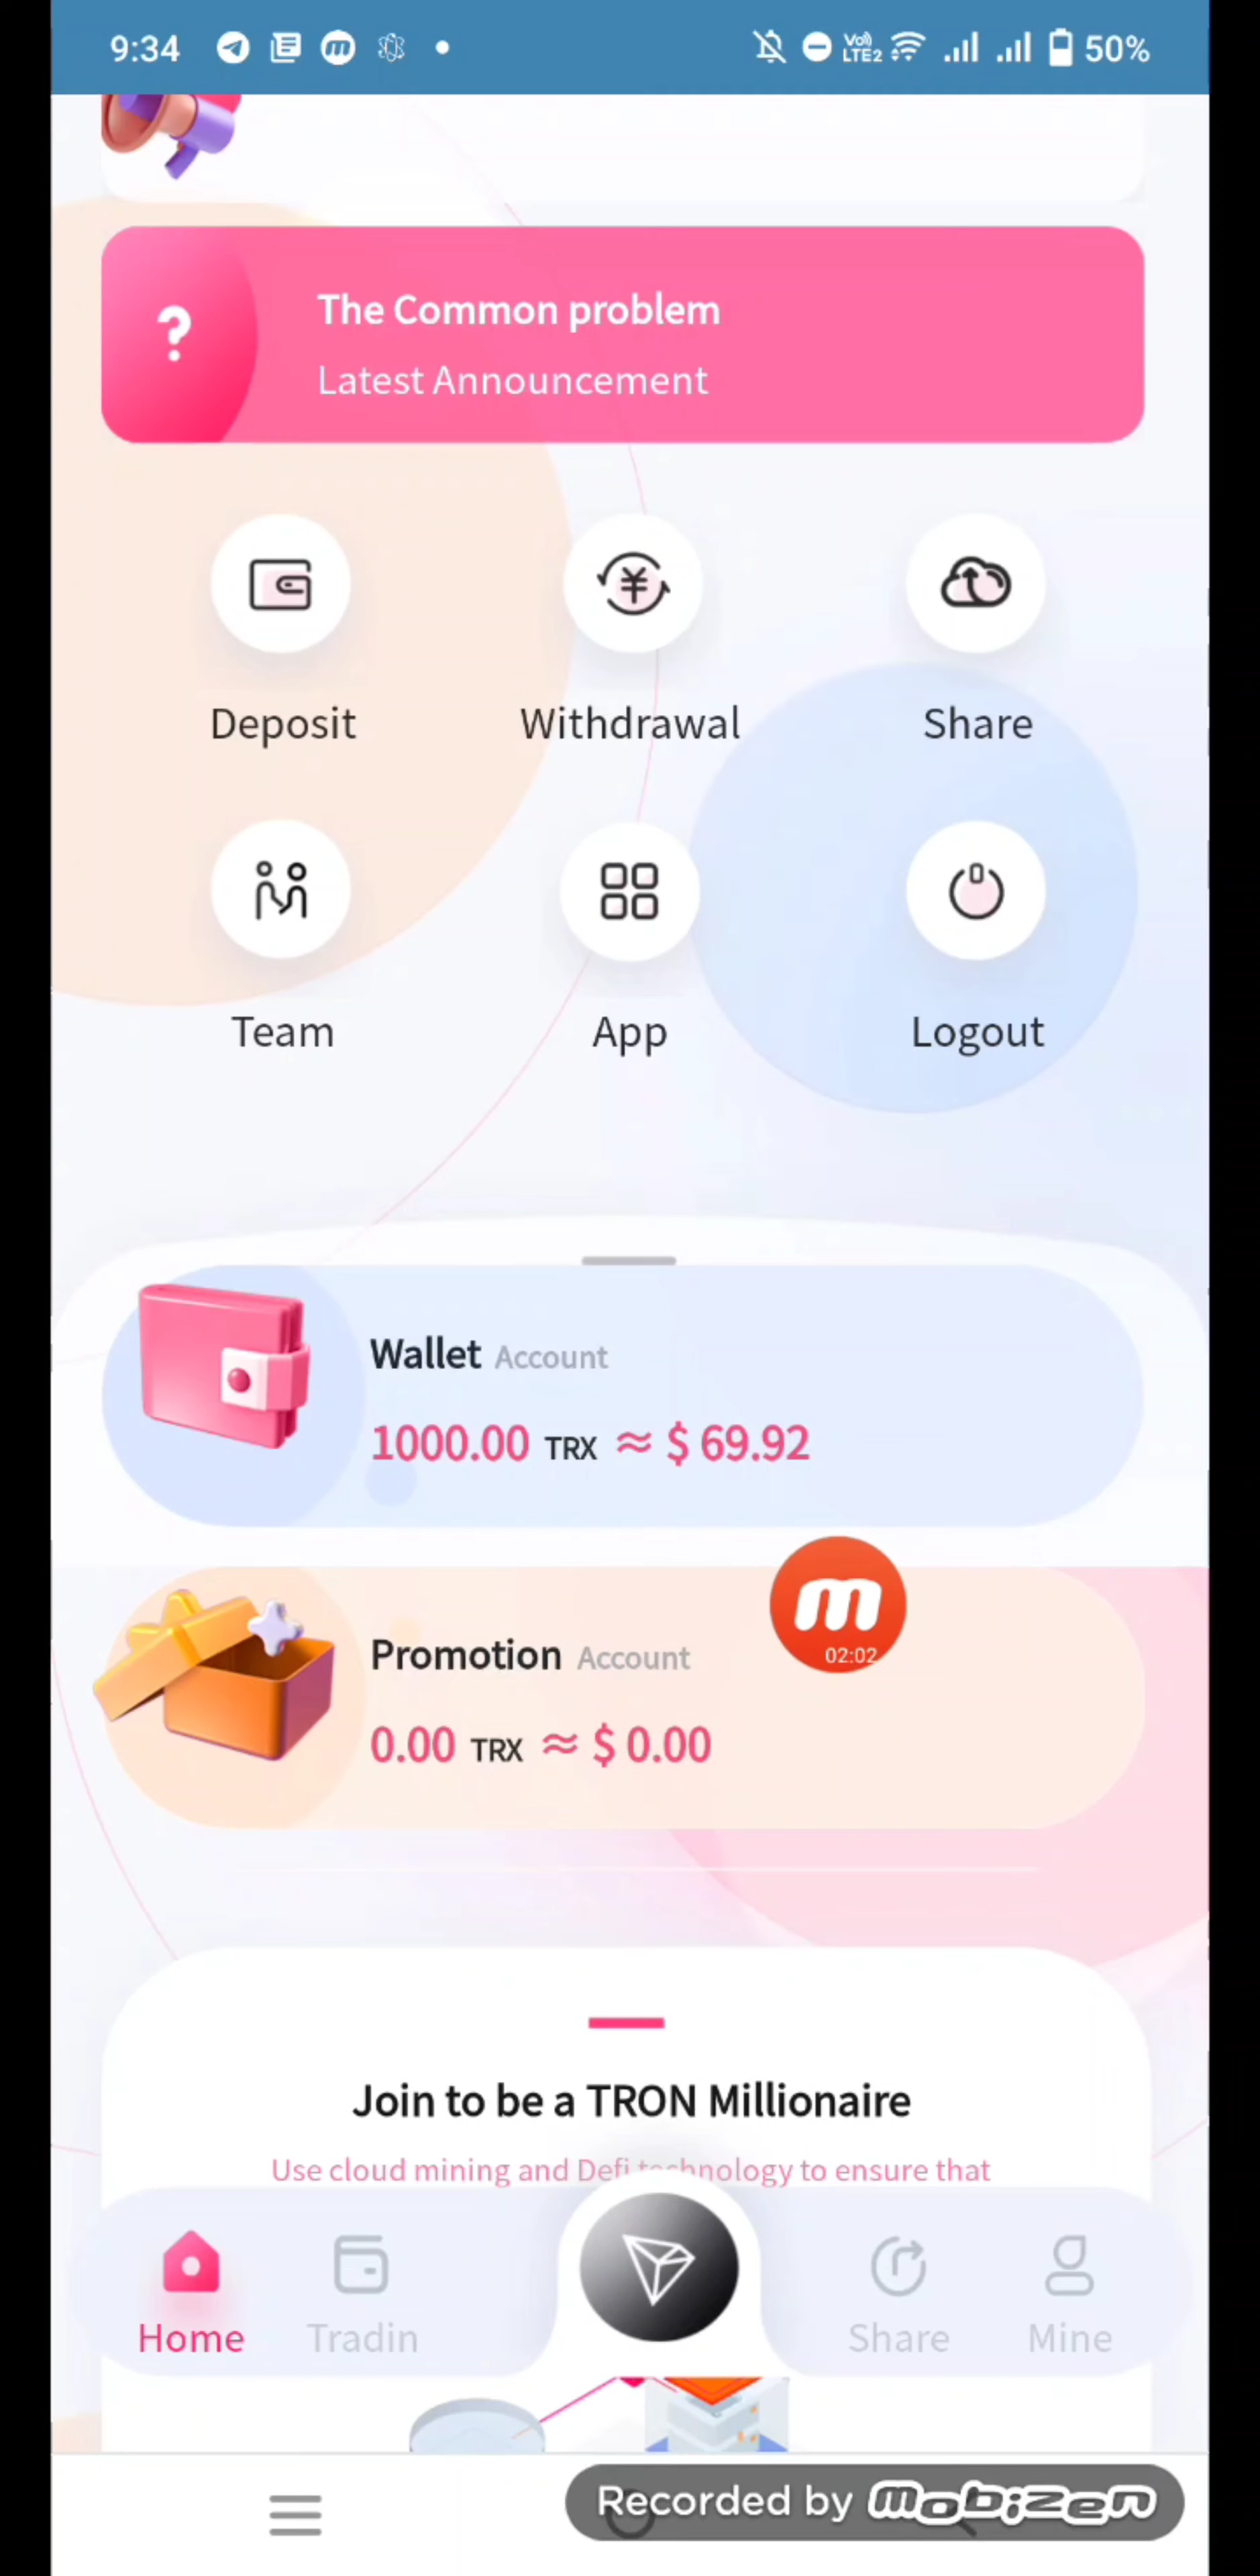 9:34
Vo)) LTE2
50%
The Common problem
Latest Announcement
Deposit
Withdrawal
Share
Team
App
Logout
Wallet Account
1000.00 TRX ≈ $ 69.92
m
02:02
Promotion Account
0.00 TRX ≈ $ 0.00
Join to be a TRON Millionaire
Use cloud mining and Defi technology to ensure that
Home
Tradin
Share
Mine
Recorded by mobizen